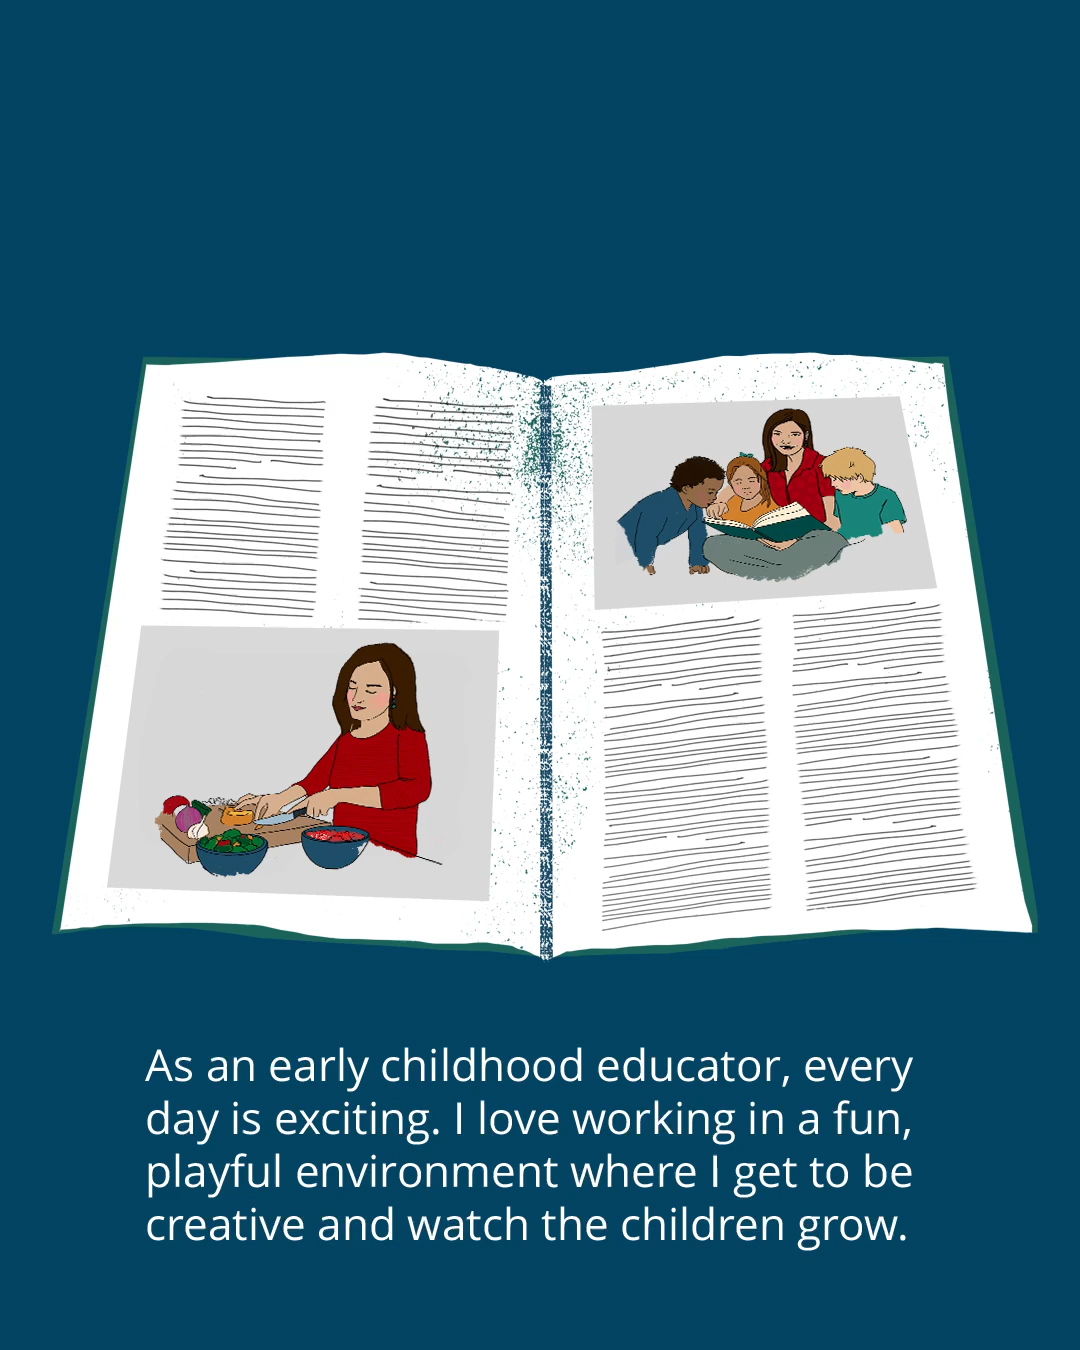 As an early childhood educator, every
day is exciting. I love working in a fun,
playful environment where I get to be
creative and watch the children grow.